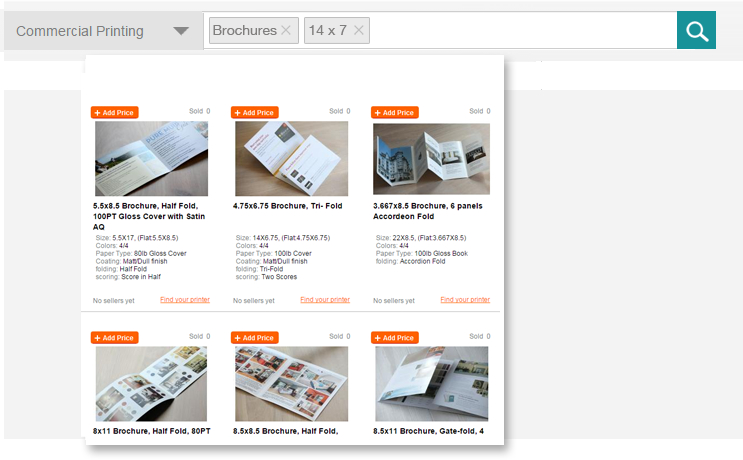 Commercial Printing Brochures 14 x 7
+ Add Price Sold 0 + Add Price Sold 0 + Add Price Sold 0
5.5x8.5 Brochure, Half Fold,
100PT Gloss Cover with Satin
AQ
Size: 5.5X17, (Flat:5.5X8.5)
Colors: 4/4
Paper Type: 80lb Gloss Cover
Coating: Matt/Dull finish
folding: Half Fold
scoring: Score in Half
No sellers yet Find your printer
4.75x6.75 Brochure, Tri- Fold
Size: 14X6.75, (Flat:4.75X6.75)
Colors: 4/4
Paper Type: 100lb Cover
Coating: Matt/Dull finish
folding: Tri-Fold
scoring: Two Scores
No sellers yet Find your printer
3.667x8.5 Brochure, 6 panels
Accordeon Fold
Size: 22X8.5, (Flat:3.667X8.5)
Colors: 4/4
Paper Type: 100lb Gloss Book
folding: Accordion Fold
No sellers yet Find your printer
+ Add Price Sold 0 + Add Price Sold 0 + Add Price Sold 0
8x11 Brochure, Half Fold, 80PT
8.5x8.5 Brochure, Half Fold,
8.5x11 Brochure, Gate-fold, 4